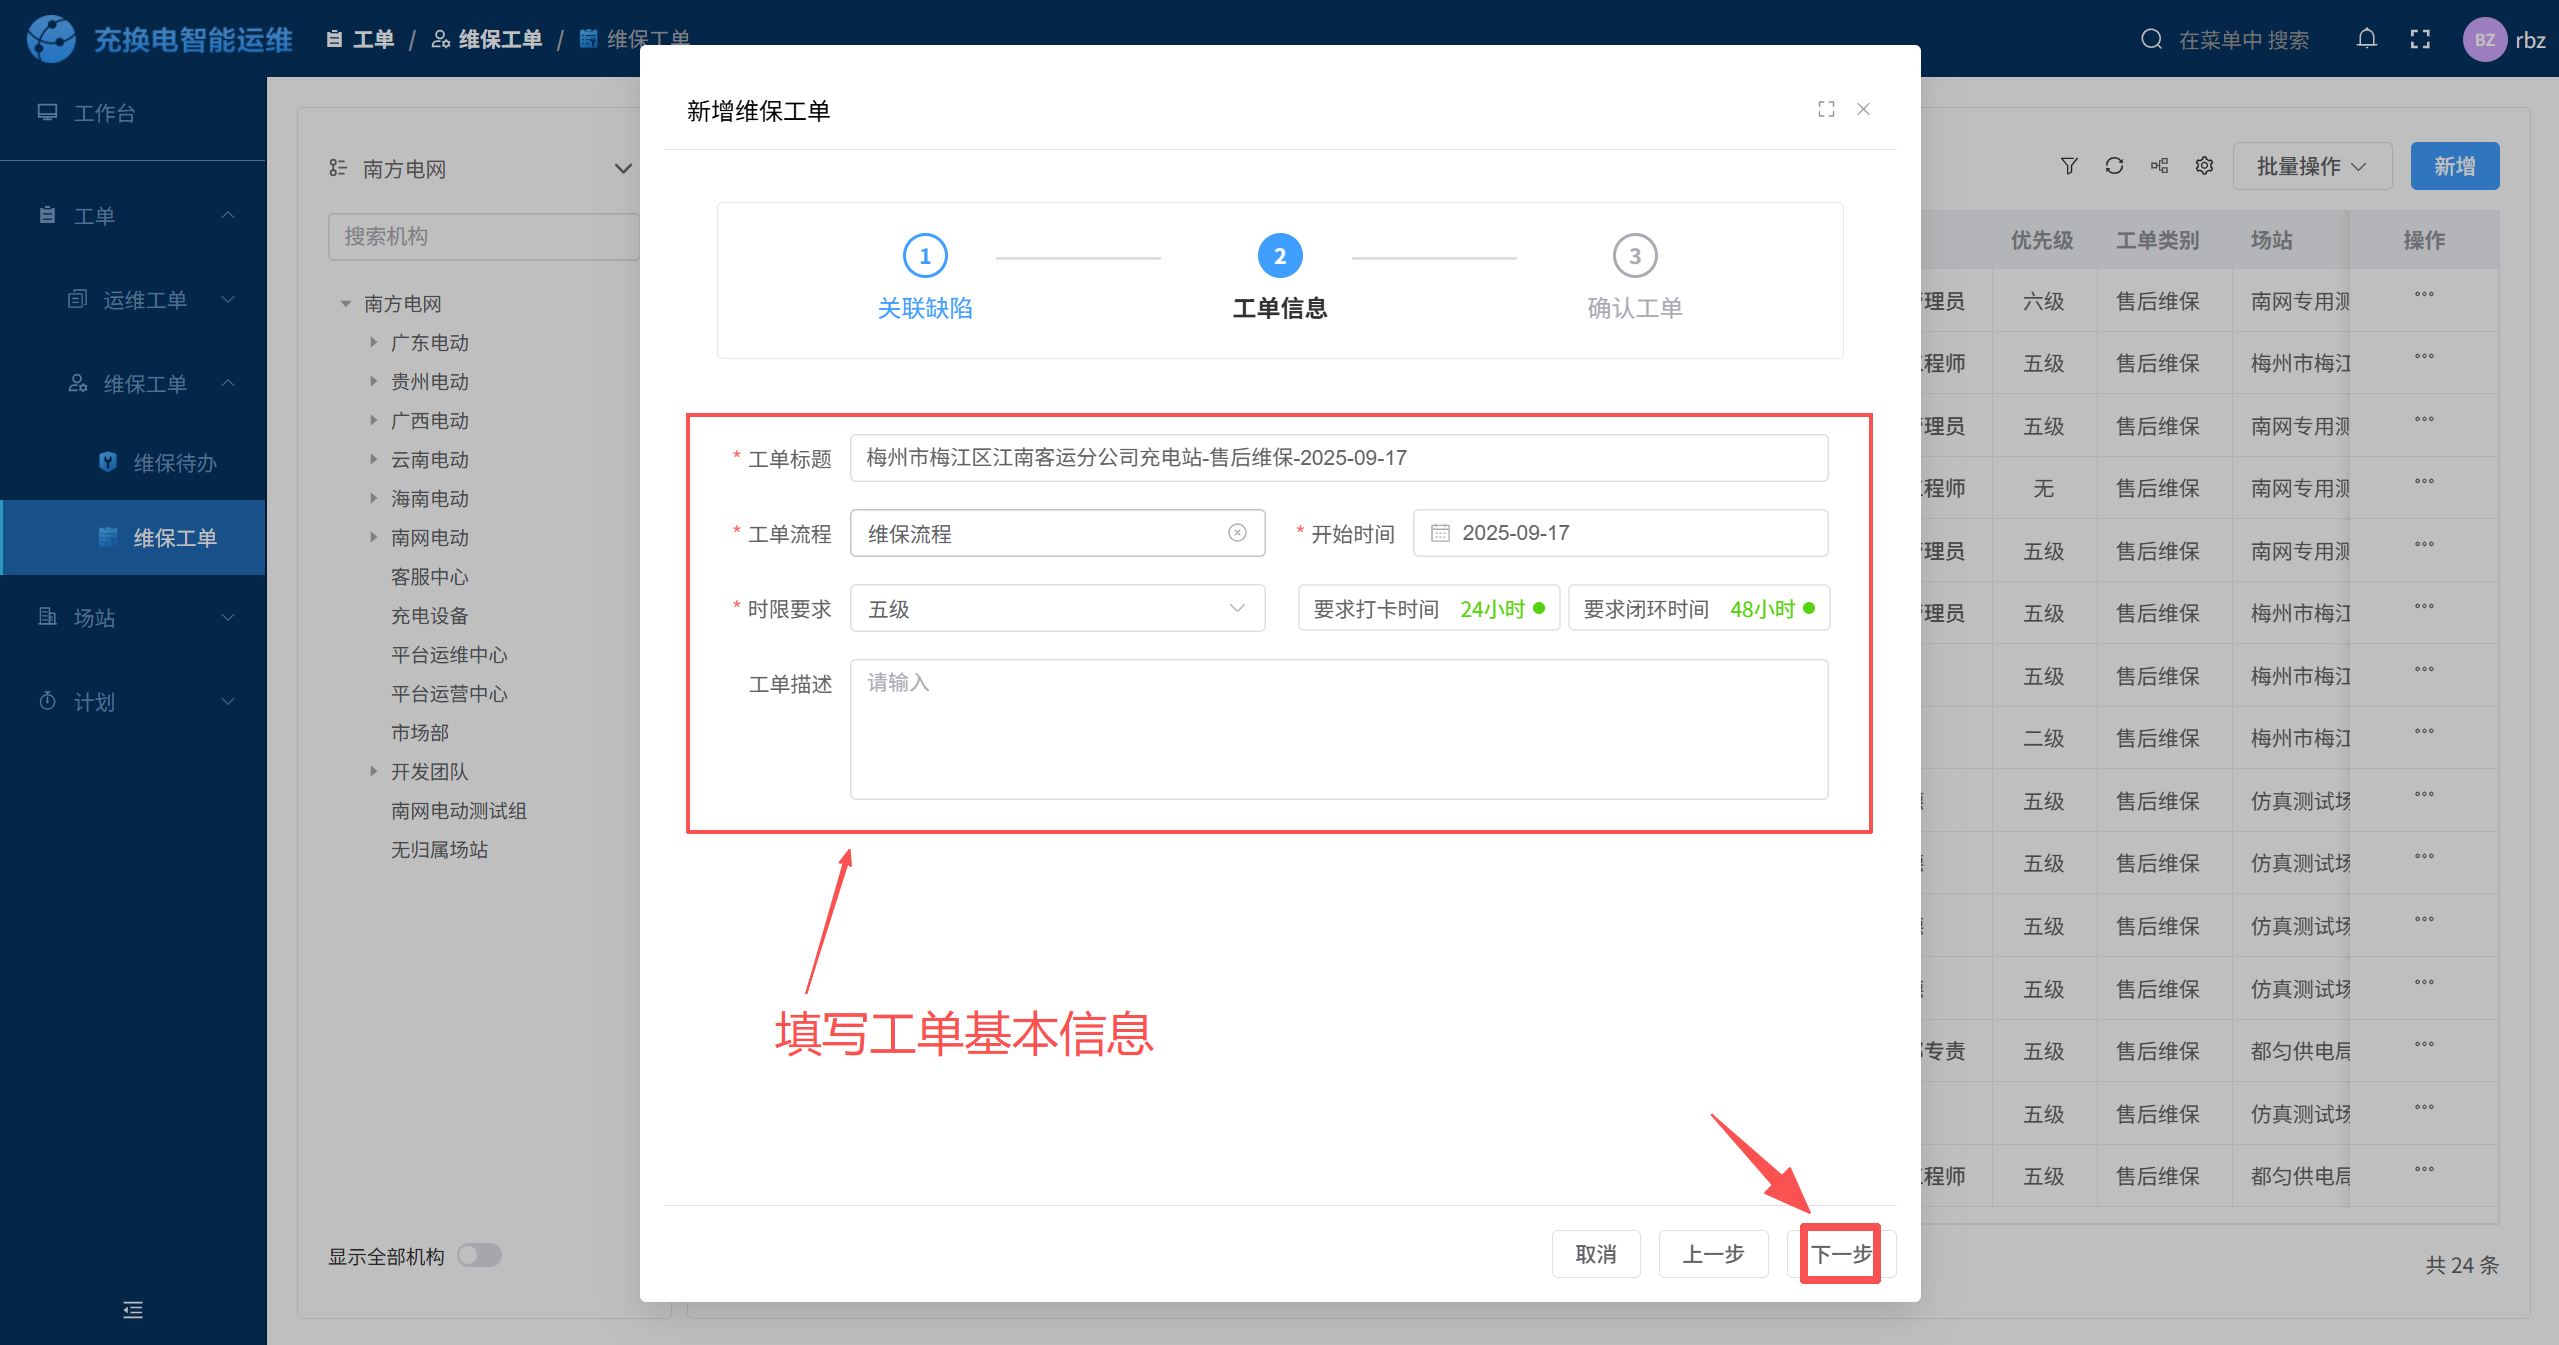 充换电智能运维
工单 / 维保工单 / 维保工单
在菜单中 搜索
BZ rbz
工作台
工单
运维工单
维保工单
维保待办
维保工单
场站
计划
南方电网
搜索机构
南方电网
广东电动
贵州电动
广西电动
云南电动
海南电动
南网电动
客服中心
充电设备
平台运维中心
平台运营中心
市场部
开发团队
南网电动测试组
无归属场站
显示全部机构
新增维保工单
1 2 3
关联缺陷 工单信息 确认工单
* 工单标题 梅州市梅江区江南客运分公司充电站-售后维保-2025-09-17
* 工单流程 维保流程 * 开始时间 2025-09-17
* 时限要求 五级 要求打卡时间 24小时 要求闭环时间 48小时
工单描述 请输入
填写工单基本信息
取消 上一步 下一步
批量操作 新增
优先级 工单类别 场站 操作
理员 六级 售后维保 南网专用测
程师 五级 售后维保 梅州市梅江
理员 五级 售后维保 南网专用测
程师 无 售后维保 南网专用测
理员 五级 售后维保 南网专用测
理员 五级 售后维保 梅州市梅江
五级 售后维保 梅州市梅江
二级 售后维保 梅州市梅江
五级 售后维保 仿真测试场
五级 售后维保 仿真测试场
五级 售后维保 仿真测试场
五级 售后维保 仿真测试场
专责 五级 售后维保 都匀供电局
五级 售后维保 仿真测试场
程师 五级 售后维保 都匀供电局
共 24 条